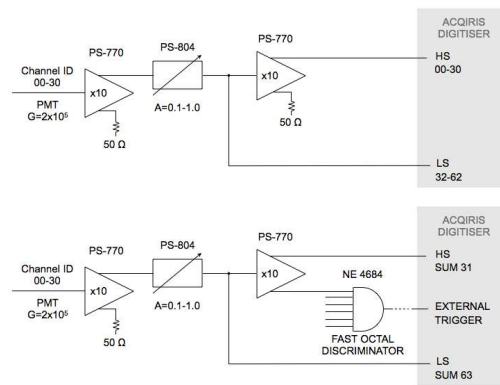 ACQIRIS
DIGITISER
PS-770
PS-804
PS-770
HS
00-30
Channel ID
00-30
x10
x10
PMT
G=2x10⁵
A=0.1-1.0
50 Ω
50 Ω
LS
32-62
ACQIRIS
DIGITISER
PS-770
PS-804
PS-770
HS
SUM 31
Channel ID
00-30
x10
x10
NE 4684
PMT
G=2x10⁵
A=0.1-1.0
EXTERNAL
TRIGGER
50 Ω
FAST OCTAL
DISCRIMINATOR
LS
SUM 63